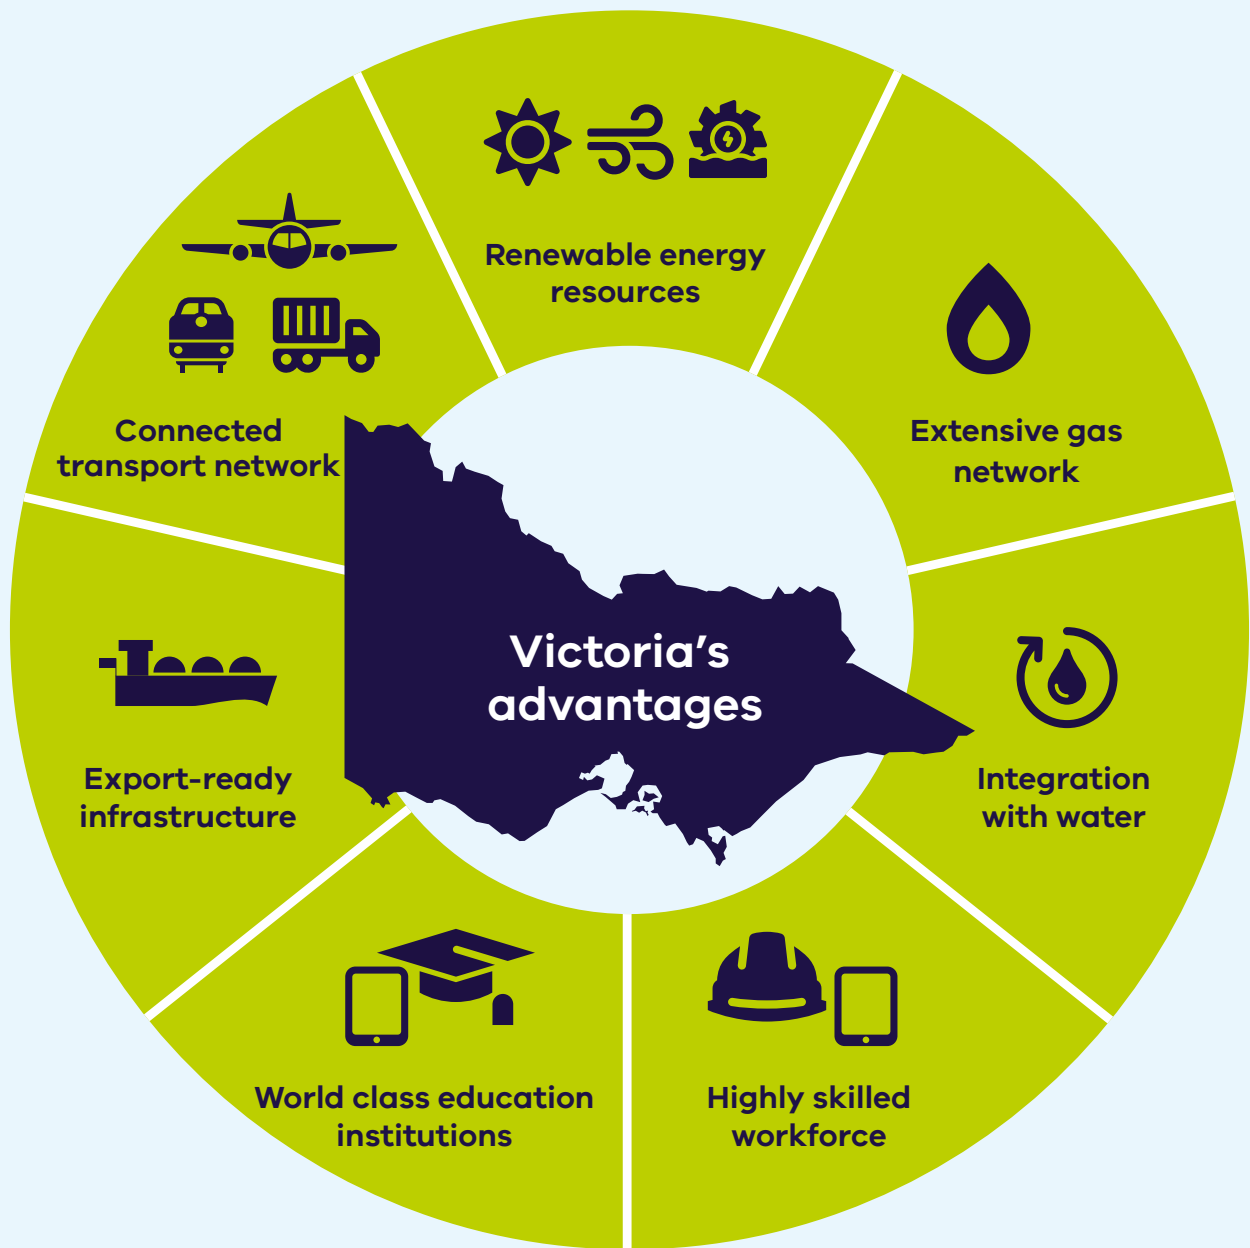 Renewable energy
resources
Extensive gas
network
Integration
with water
Highly skilled
workforce
World class education
institutions
Export-ready
infrastructure
Connected
transport network
Victoria's
advantages